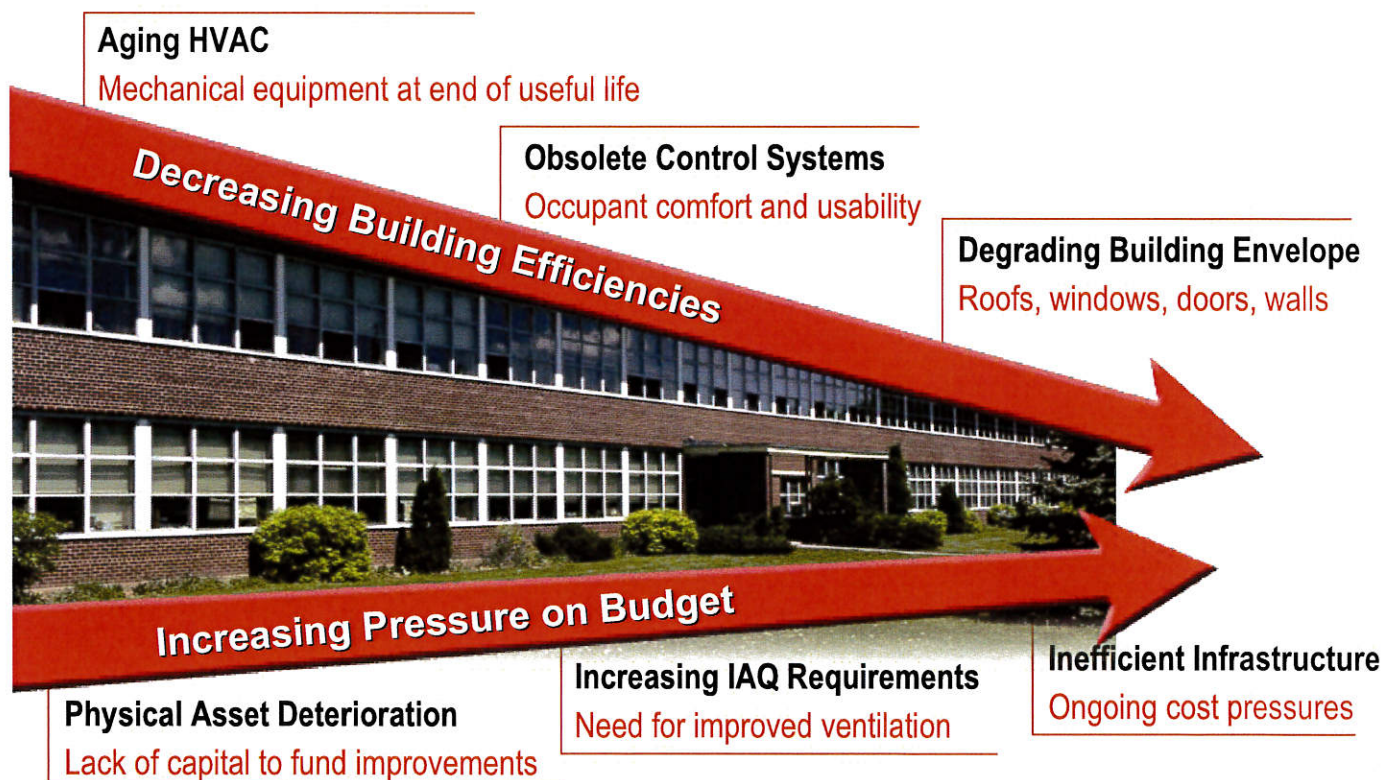 Aging HVAC
Mechanical equipment at end of useful life
Obsolete Control Systems
Occupant comfort and usability
Degrading Building Envelope
Roofs, windows, doors, walls
Decreasing Building Efficiencies
Increasing Pressure on Budget
Physical Asset Deterioration
Lack of capital to fund improvements
Increasing IAQ Requirements
Need for improved ventilation
Inefficient Infrastructure
Ongoing cost pressures